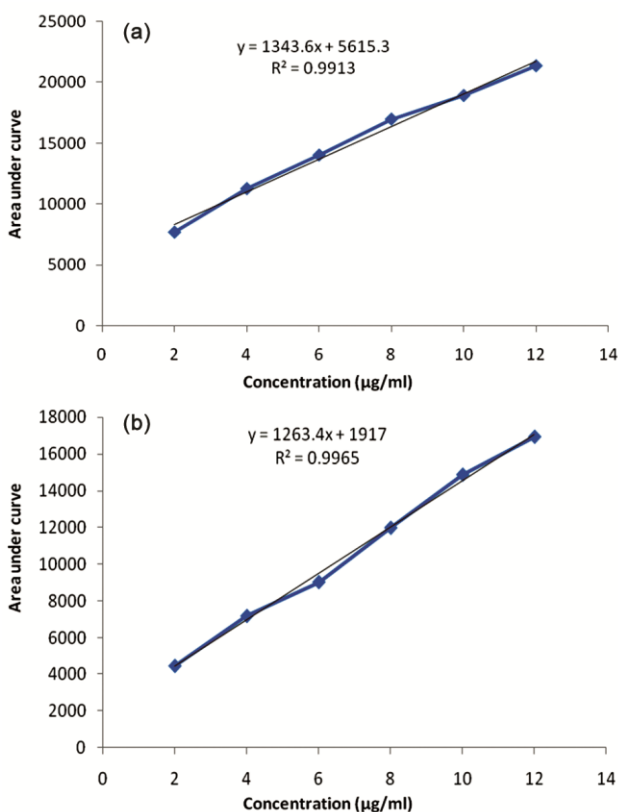 (a)
y = 1343.6x + 5615.3
R² = 0.9913
Area under curve
25000
20000
15000
10000
5000
0
0 2 4 6 8 10 12 14
Concentration (µg/ml)
(b)
y = 1263.4x + 1917
R² = 0.9965
Area under curve
18000
16000
14000
12000
10000
8000
6000
4000
2000
0
0 2 4 6 8 10 12 14
Concentration (µg/ml)